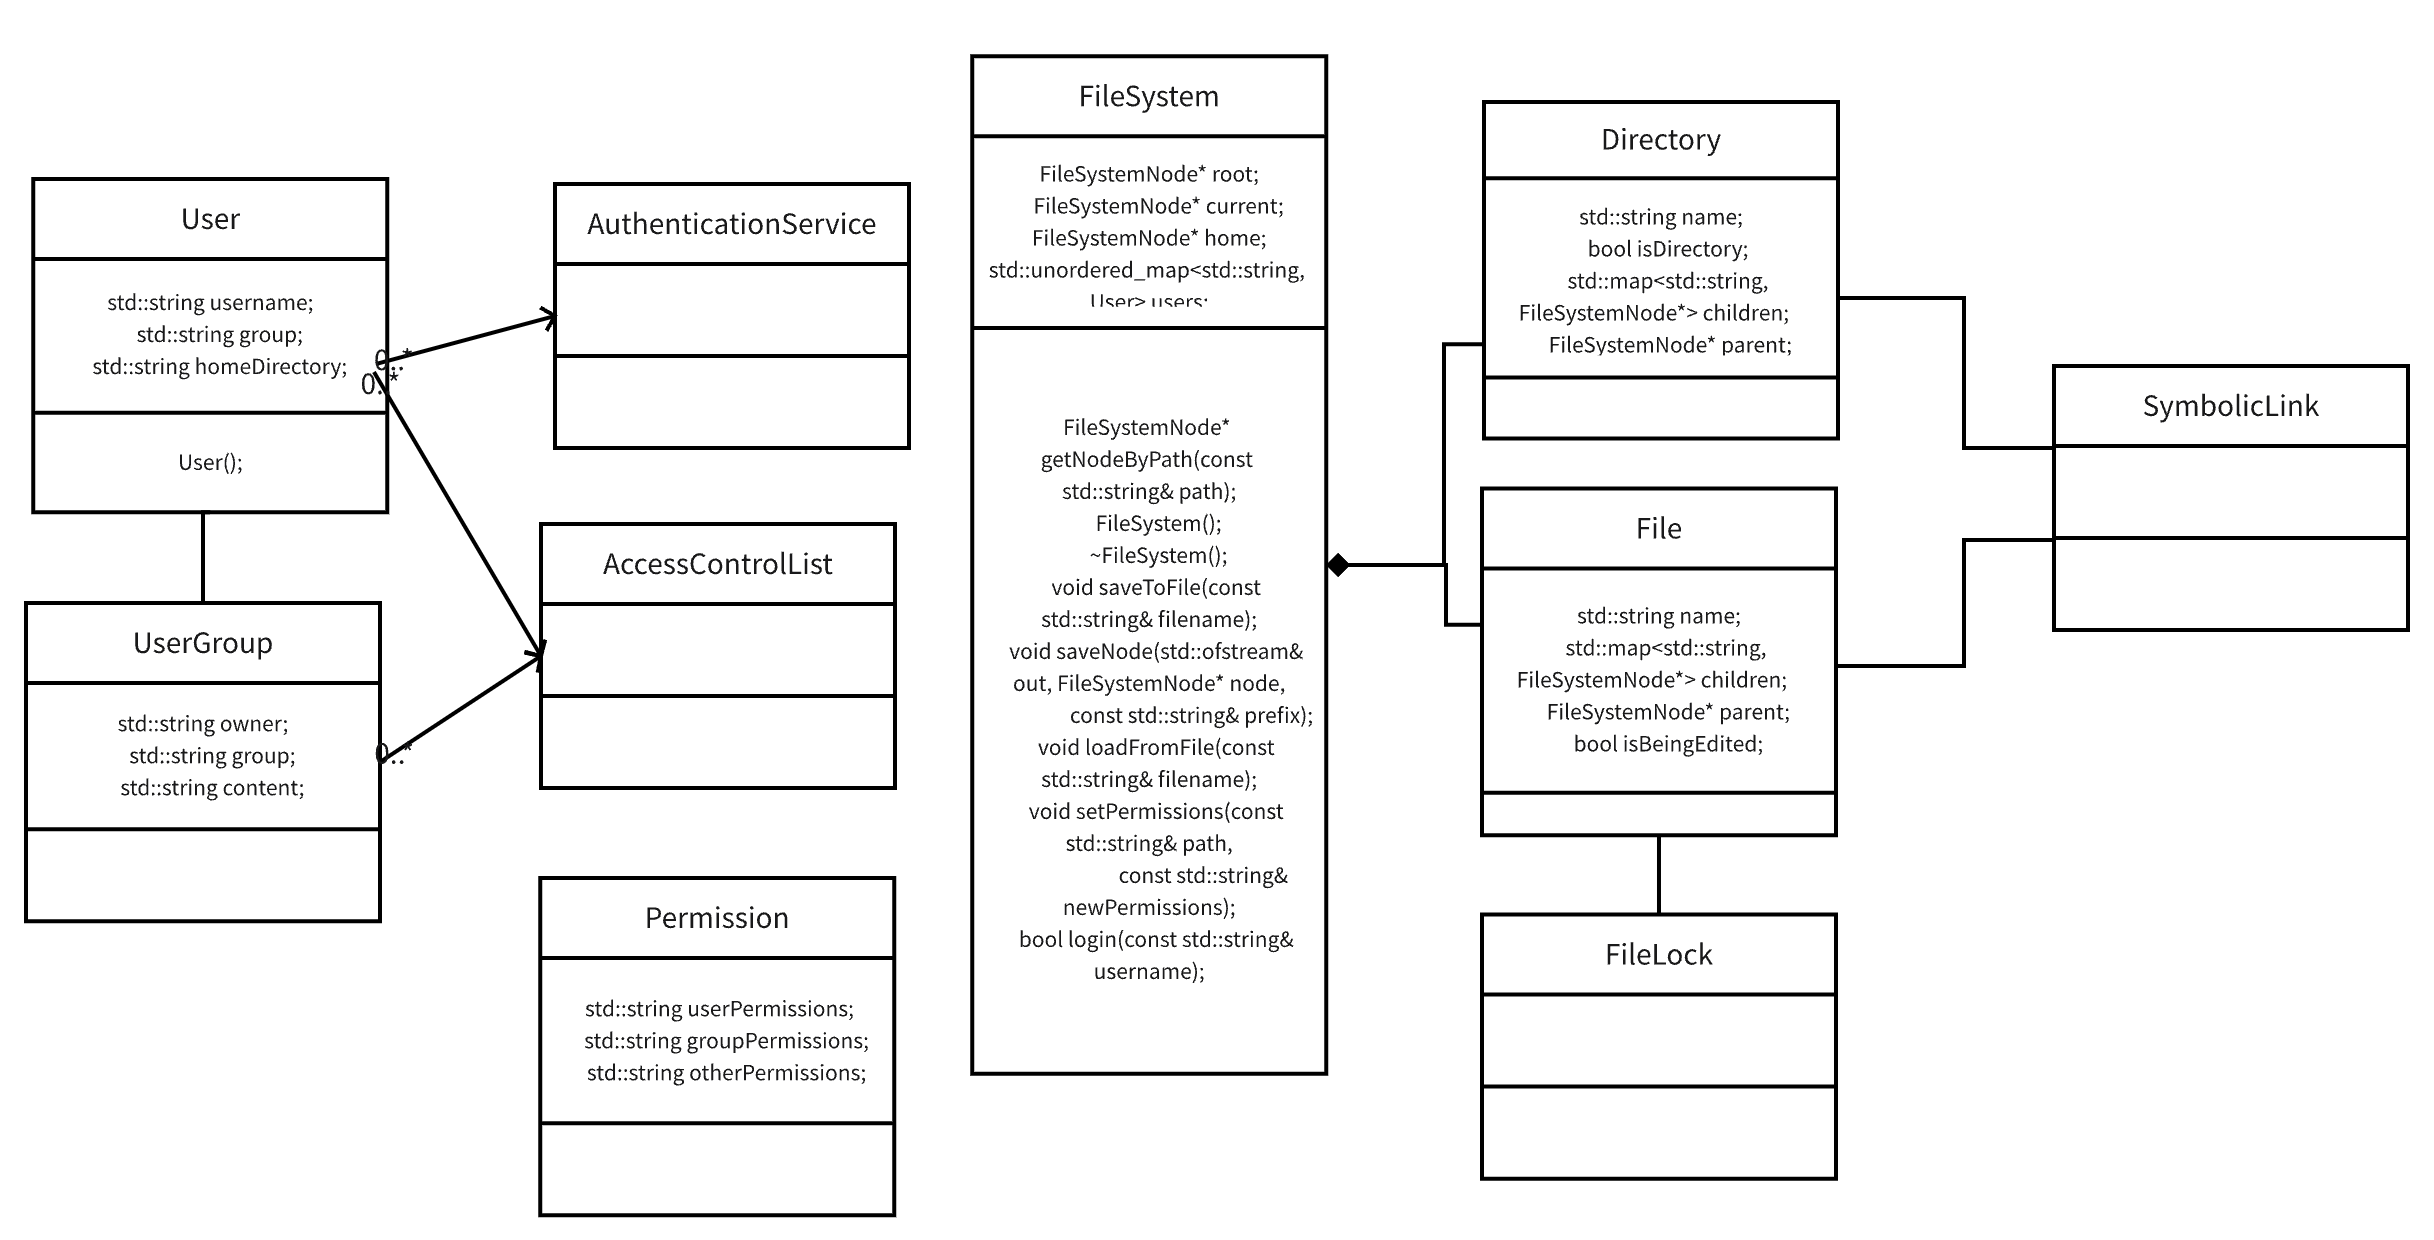 User
std::string username;
std::string group;
std::string homeDirectory;
User();
0..*
0..*
UserGroup
std::string owner;
std::string group;
std::string content;
0..*
AuthenticationService
AccessControlList
Permission
std::string userPermissions;
std::string groupPermissions;
std::string otherPermissions;
FileSystem
FileSystemNode* root;
FileSystemNode* current;
FileSystemNode* home;
std::unordered_map<std::string,
User> users;
FileSystemNode*
getNodeByPath(const
std::string& path);
FileSystem();
~FileSystem();
void saveToFile(const
std::string& filename);
void saveNode(std::ofstream&
out, FileSystemNode* node,
const std::string& prefix);
void loadFromFile(const
std::string& filename);
void setPermissions(const
std::string& path,
const std::string&
newPermissions);
bool login(const std::string&
username);
Directory
std::string name;
bool isDirectory;
std::map<std::string,
FileSystemNode*> children;
FileSystemNode* parent;
File
std::string name;
std::map<std::string,
FileSystemNode*> children;
FileSystemNode* parent;
bool isBeingEdited;
FileLock
SymbolicLink